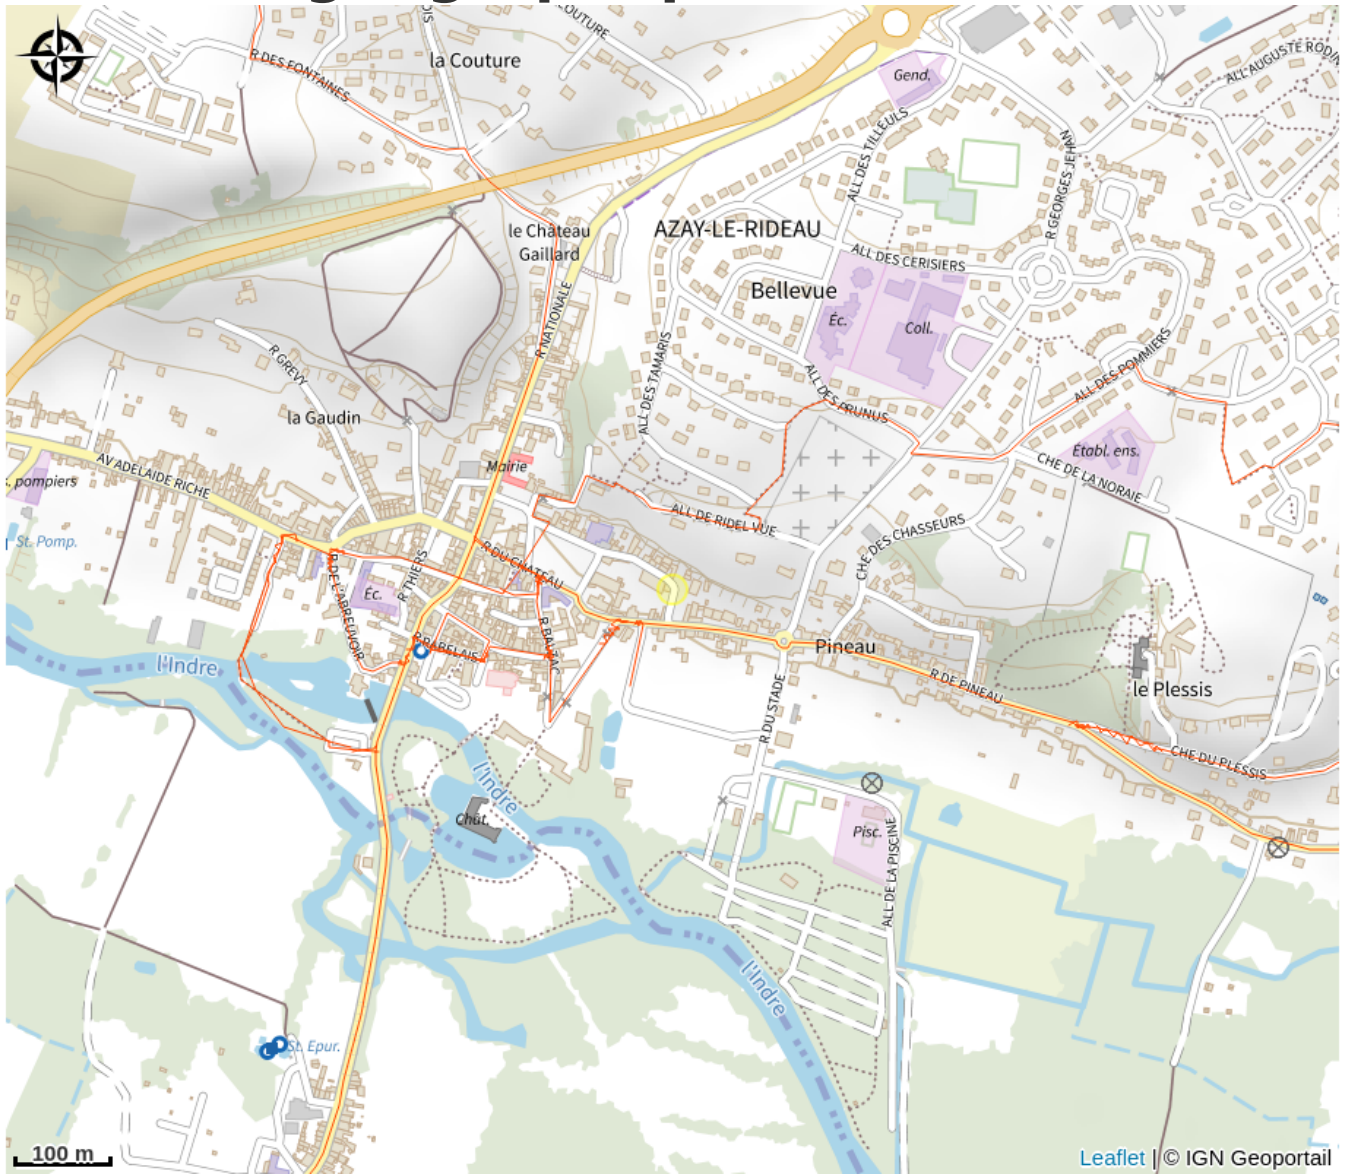 R DES FONTAINES
la Couture
COUTURE
Gend.
ALL AUGUSTE RODIN
ALL DES TILLEULS
R GEORGES JEHAN
le Château
Gaillard
AZAY-LE-RIDEAU
ALL DES CERISIERS
Bellevue
Éc.
Coll.
R NATIONALE
R GREVY
la Gaudin
ALL DES TAMARIS
ALL DES PRUNUS
ALL DES POMMIERS
Établ. ens.
CHE DE LA NORAIE
Mairie
AV ADELAIDE RICHE
pompiers
St. Pomp.
ALL DE RIDEL VUE
CHE DES CHASSEURS
R DU CHATEAU
R THIERS
R DE L'ABREUVOIR
Éc.
R RABELAIS
R BALZAC
l'Indre
Pineau
R DE PINEAU
le Plessis
CHE DU PLESSIS
R DU STADE
l'Indre
Chât.
Pisc.
ALL DE LA PISCINE
l'Indre
St. Epur.
100 m
Leaflet | © IGN Geoportail